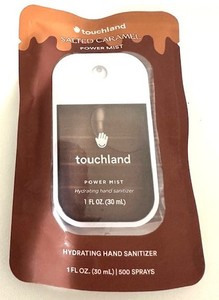 touchland
SALTED CARAMEL
POWER MIST
touchland
POWER MIST
Hydrating hand sanitizer
1 FL OZ. (30 mL)
HYDRATING HAND SANITIZER
1 FL OZ. (30 mL) | 500 SPRAYS